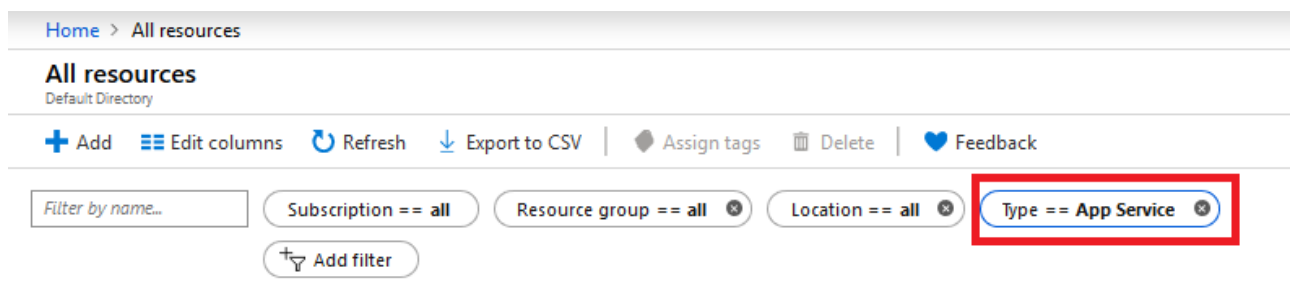 Home > All resources
All resources
Default Directory
Add Edit columns Refresh Export to CSV Assign tags Delete Feedback
Filter by name... Subscription == all Resource group == all Location == all Type == App Service
Add filter